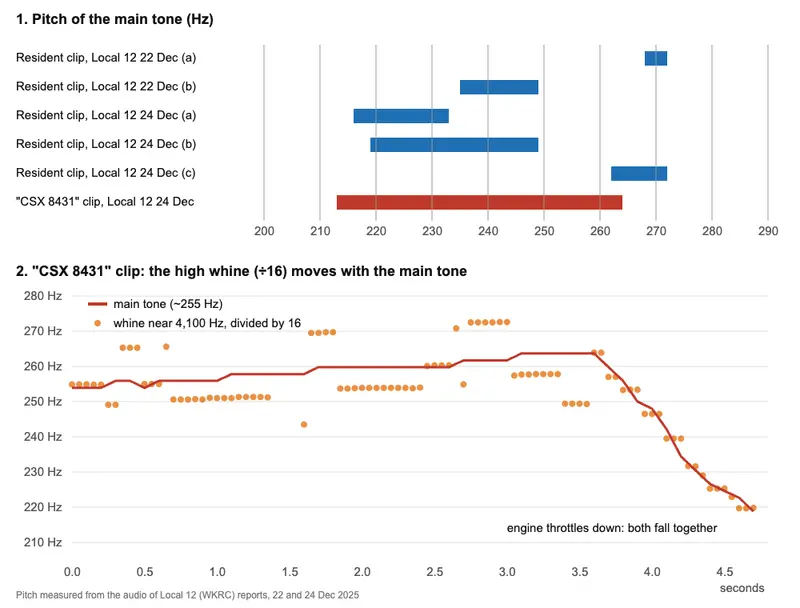 1. Pitch of the main tone (Hz)
Resident clip, Local 12 22 Dec (a)
Resident clip, Local 12 22 Dec (b)
Resident clip, Local 12 24 Dec (a)
Resident clip, Local 12 24 Dec (b)
Resident clip, Local 12 24 Dec (c)
"CSX 8431" clip, Local 12 24 Dec
200 210 220 230 240 250 260 270 280 290
2. "CSX 8431" clip: the high whine (÷16) moves with the main tone
280 Hz
main tone (~255 Hz)
270 Hz
whine near 4,100 Hz, divided by 16
260 Hz
250 Hz
240 Hz
230 Hz
220 Hz
engine throttles down: both fall together
210 Hz
0.0 0.5 1.0 1.5 2.0 2.5 3.0 3.5 4.0 4.5
seconds
Pitch measured from the audio of Local 12 (WKRC) reports, 22 and 24 Dec 2025